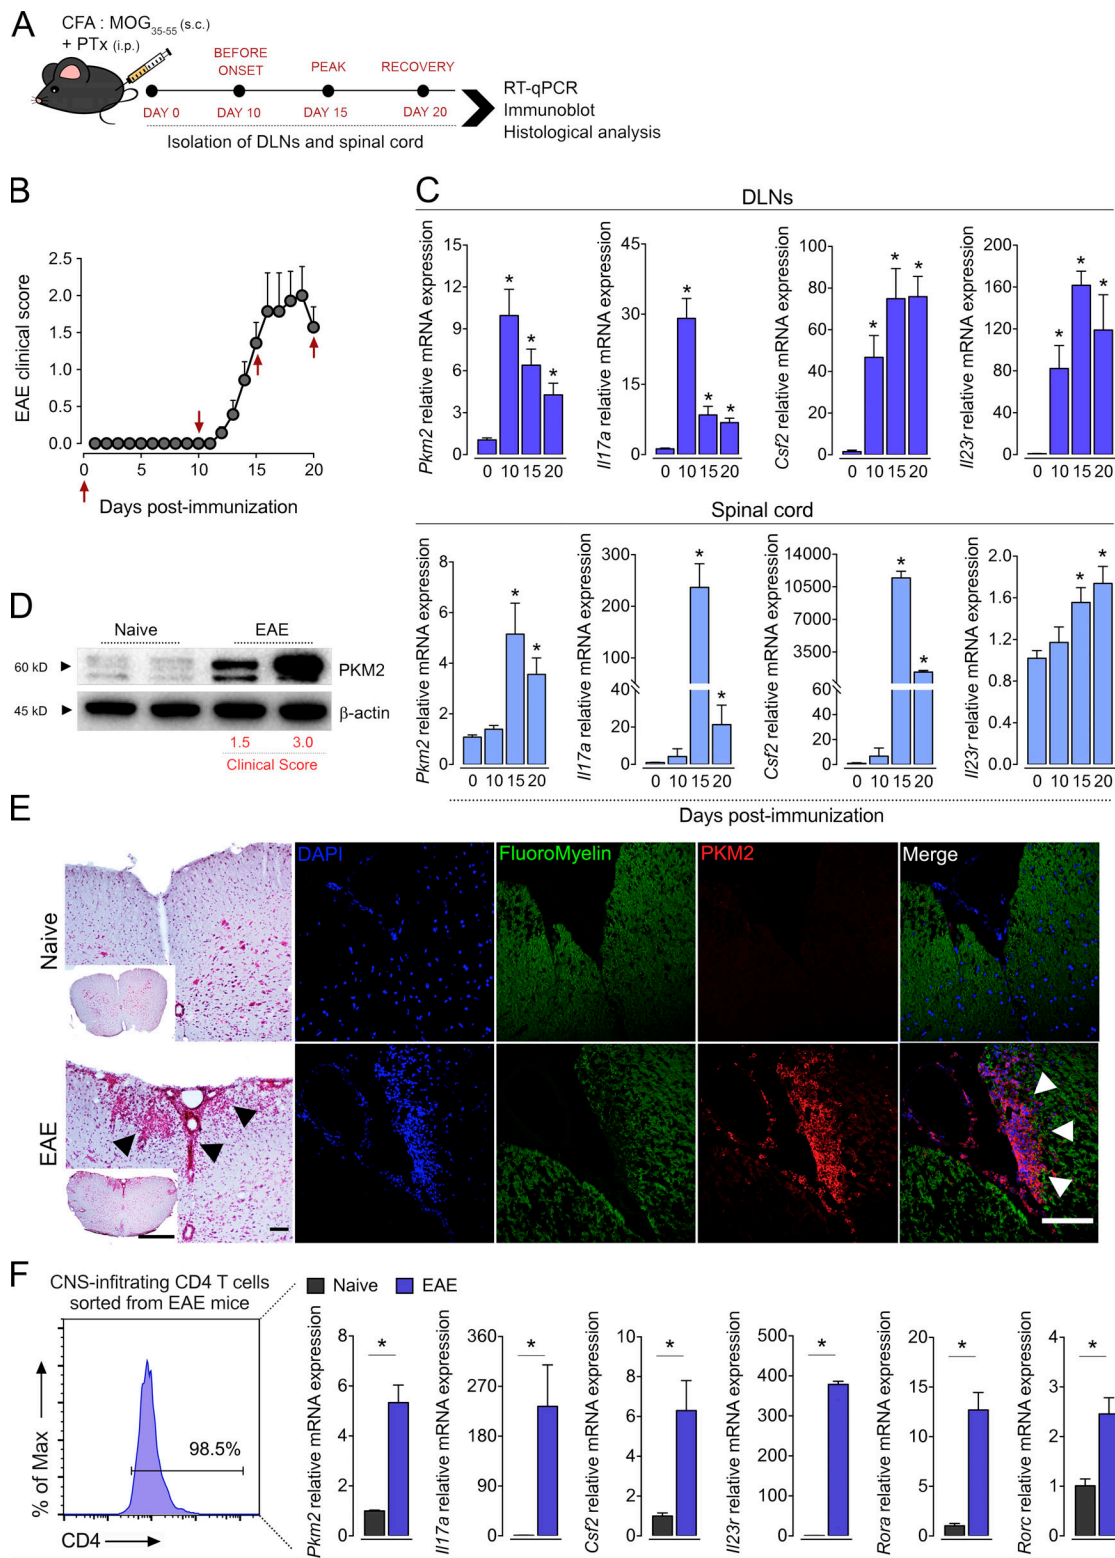 A
CFA : MOG35-55 (s.c.)
+ PTx (i.p.)
BEFORE
ONSET
PEAK
RECOVERY
DAY 0
DAY 10
DAY 15
DAY 20
Isolation of DLNs and spinal cord
RT-qPCR
Immunoblot
Histological analysis
B
EAE clinical score
2.5
2.0
1.5
1.0
0.5
0.0
0 5 10 15 20
Days post-immunization
C
DLNs
Pkm2 relative mRNA expression
15
12
9
6
3
0
* * *
0 10 15 20
Il17a relative mRNA expression
45
30
15
0
* * *
0 10 15 20
Csf2 relative mRNA expression
100
80
60
40
20
0
* * *
0 10 15 20
Il23r relative mRNA expression
200
160
120
80
40
0
* * *
0 10 15 20
Spinal cord
Pkm2 relative mRNA expression
8
6
4
2
0
* *
0 10 15 20
Il17a relative mRNA expression
300
200
100
40
20
0
* *
0 10 15 20
Csf2 relative mRNA expression
14000
10500
7000
3500
60
40
20
0
* *
0 10 15 20
Il23r relative mRNA expression
2.0
1.6
1.2
0.8
0.4
0.0
* *
0 10 15 20
Days post-immunization
D
Naive
EAE
60 kD
PKM2
45 kD
β-actin
1.5 3.0
Clinical Score
E
DAPI
FluoroMyelin
PKM2
Merge
Naive
EAE
F
CNS-infitrating CD4 T cells
sorted from EAE mice
% of Max
98.5%
CD4
Naive
EAE
Pkm2 relative mRNA expression
8
6
4
2
0
*
Il17a relative mRNA expression
360
270
180
90
0
*
Csf2 relative mRNA expression
10
8
6
4
2
0
*
Il23r relative mRNA expression
500
400
300
200
100
0
*
Rora relative mRNA expression
20
15
10
5
0
*
Rorc relative mRNA expression
4
3
2
1
0
*